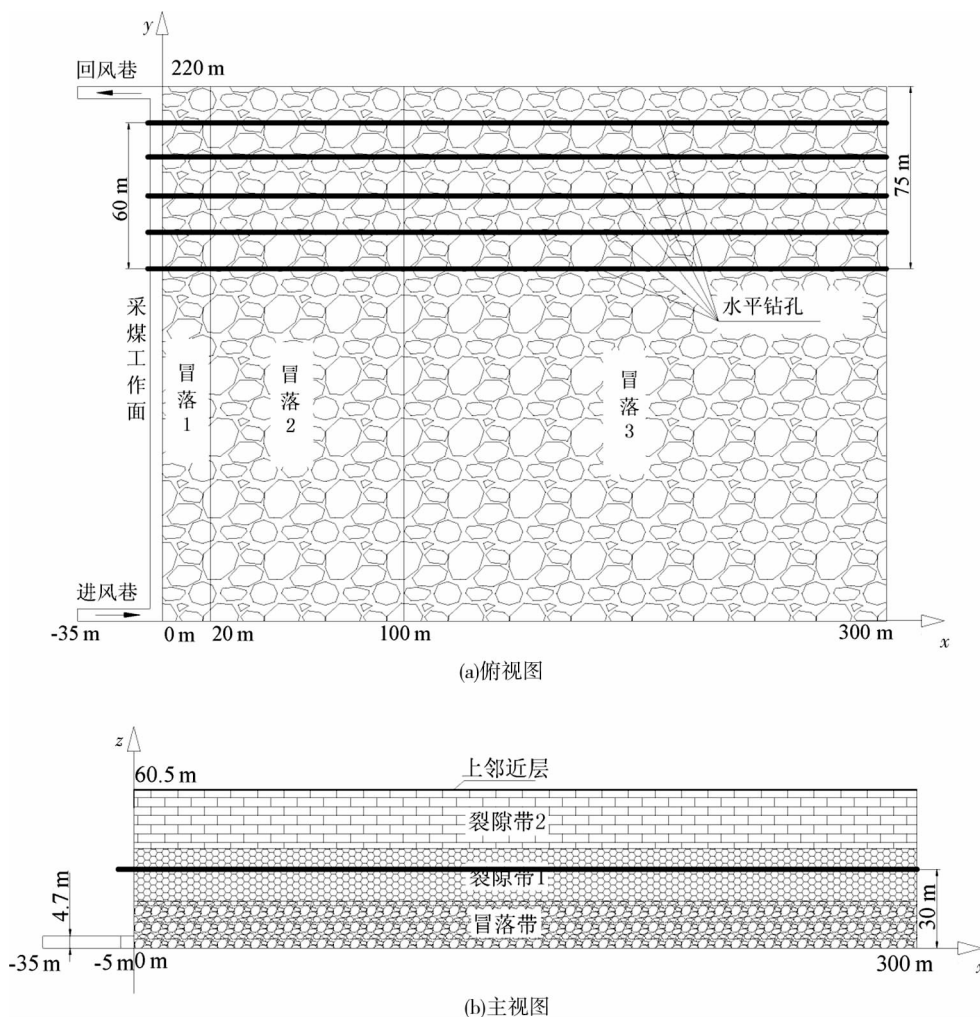 y
220 m
回风巷
60 m
75 m
水平钻孔
采煤工作面
冒落1
冒落2
冒落3
进风巷
-35 m
0 m
20 m
100 m
300 m
x
(a)俯视图
z
60.5 m
上邻近层
裂隙带2
裂隙带1
冒落带
4.7 m
30 m
-35 m
-5 m
0 m
300 m
x
(b)主视图